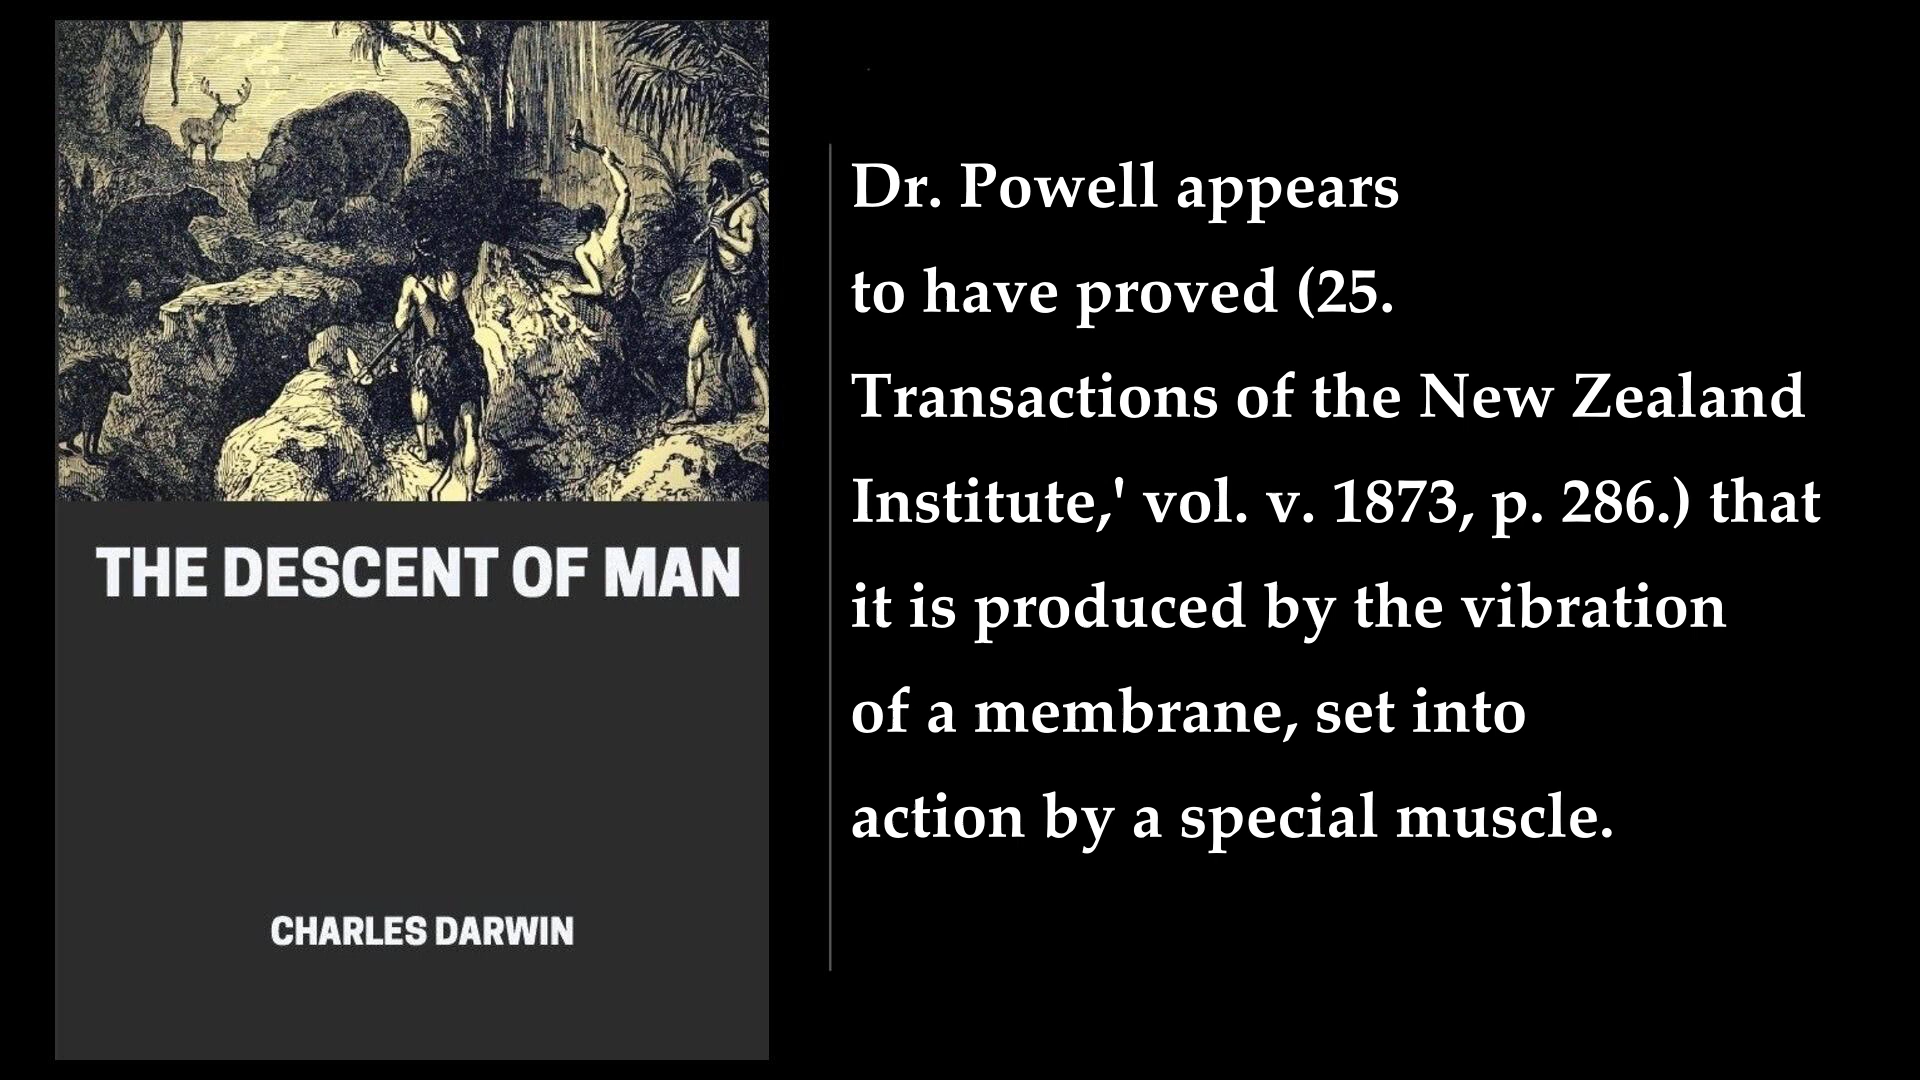 THE DESCENT OF MAN
CHARLES DARWIN
Dr. Powell appears
to have proved (25.
Transactions of the New Zealand
Institute,' vol. v. 1873, p. 286.) that
it is produced by the vibration
of a membrane, set into
action by a special muscle.